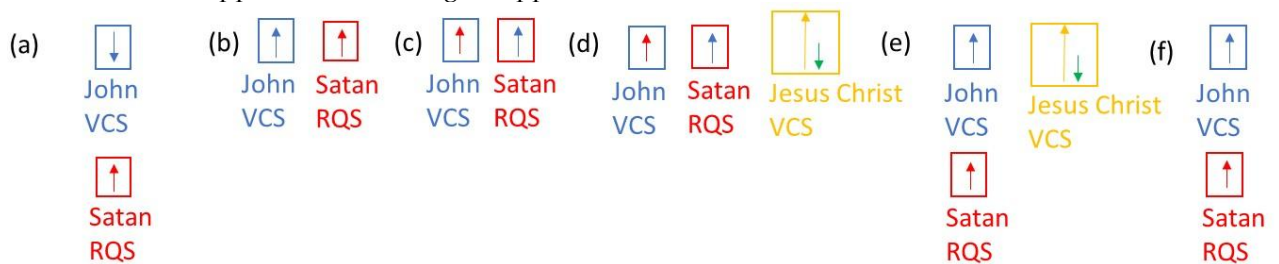 (a)
John
VCS
Satan
RQS
(b)
John
VCS
Satan
RQS
(c)
John
VCS
Satan
RQS
(d)
John
VCS
Satan
RQS
Jesus Christ
VCS
(e)
John
VCS
Satan
RQS
Jesus Christ
VCS
(f)
John
VCS
Satan
RQS